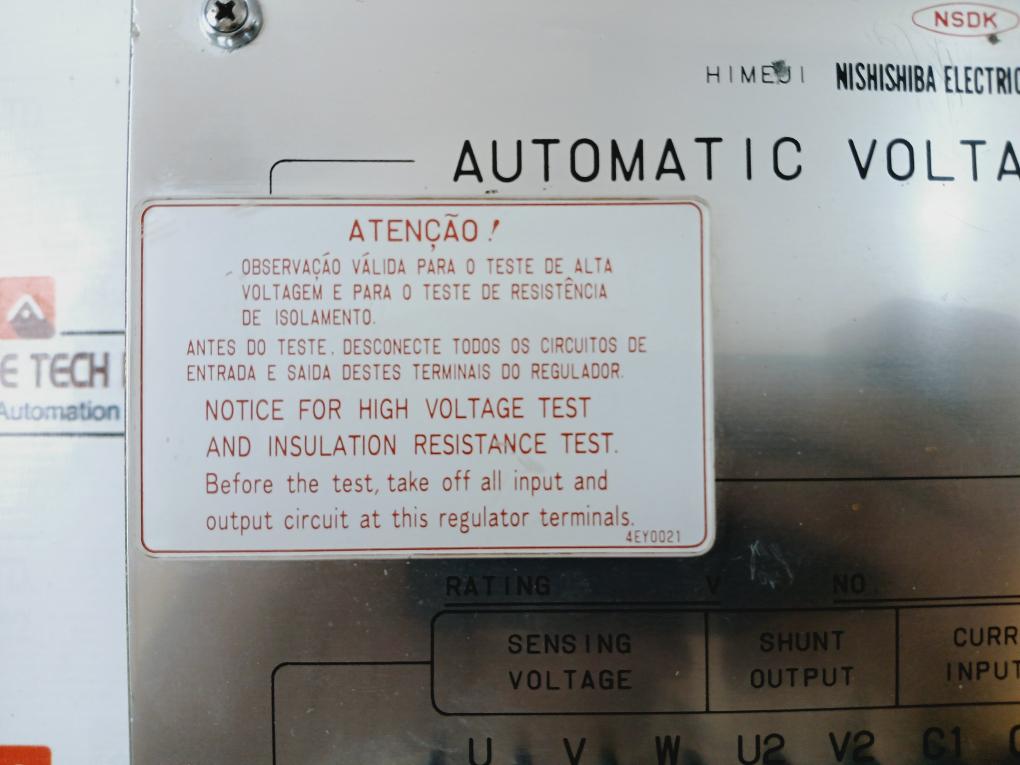 NSDK
HIMEJI NISHISHIBA ELECTRIC
AUTOMATIC VOLTA
ATENÇÃO!
OBSERVAÇÃO VÁLIDA PARA O TESTE DE ALTA
VOLTAGEM E PARA O TESTE DE RESISTÊNCIA
DE ISOLAMENTO.
ANTES DO TESTE, DESCONECTE TODOS OS CIRCUITOS DE
ENTRADA E SAIDA DESTES TERMINAIS DO REGULADOR.
NOTICE FOR HIGH VOLTAGE TEST
AND INSULATION RESISTANCE TEST.
Before the test, take off all input and
output circuit at this regulator terminals.
4EY0021
E TECH
Automation
RATING V NO.
SENSING SHUNT CURR
VOLTAGE OUTPUT INPUT
U V W U2 V2 C1